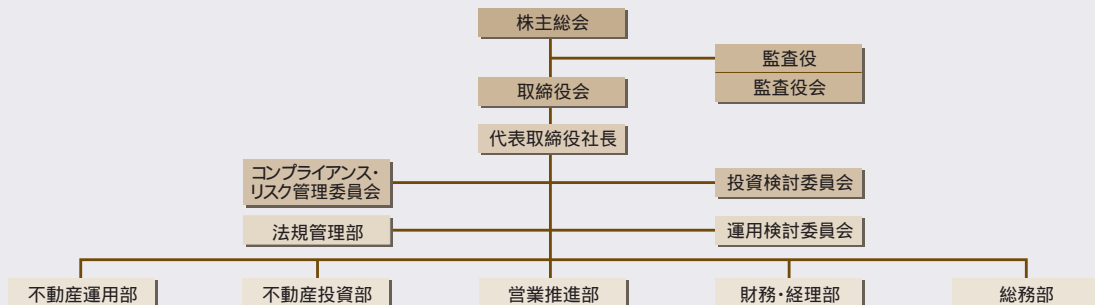 株主総会
監査役
監査役会
取締役会
代表取締役社長
コンプライアンス・
リスク管理委員会
投資検討委員会
法規管理部
運用検討委員会
不動産運用部
不動産投資部
営業推進部
財務・経理部
総務部